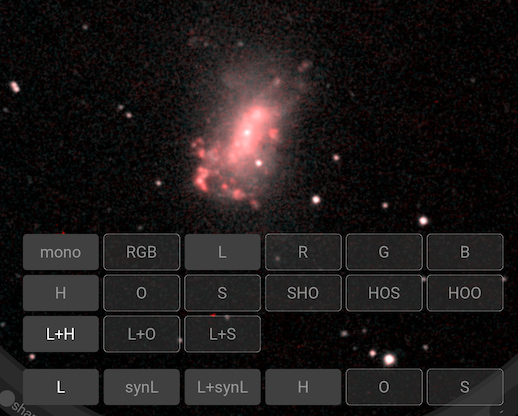 mono RGB L R G B
H O S SHO HOS HOO
L+H L+O L+S
L synL L+synL H O S